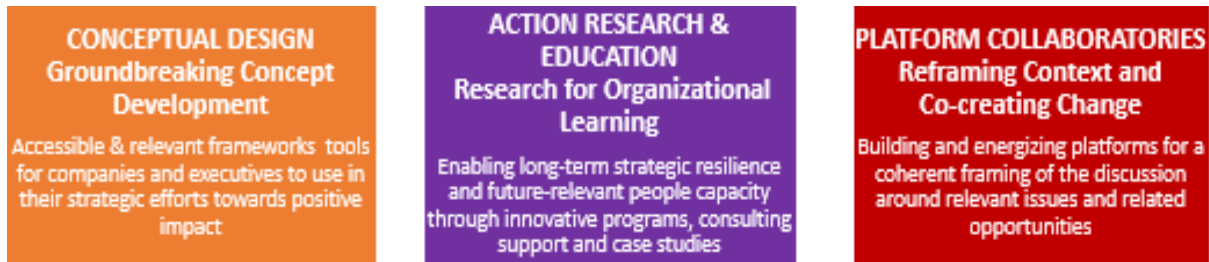 CONCEPTUAL DESIGN
Groundbreaking Concept
Development
Accessible & relevant frameworks tools
for companies and executives to use in
their strategic efforts towards positive
impact
ACTION RESEARCH &
EDUCATION
Research for Organizational
Learning
Enabling long-term strategic resilience
and future-relevant people capacity
through innovative programs, consulting
support and case studies
PLATFORM COLLABORATORIES
Reframing Context and
Co-creating Change
Building and energizing platforms for a
coherent framing of the discussion
around relevant issues and related
opportunities